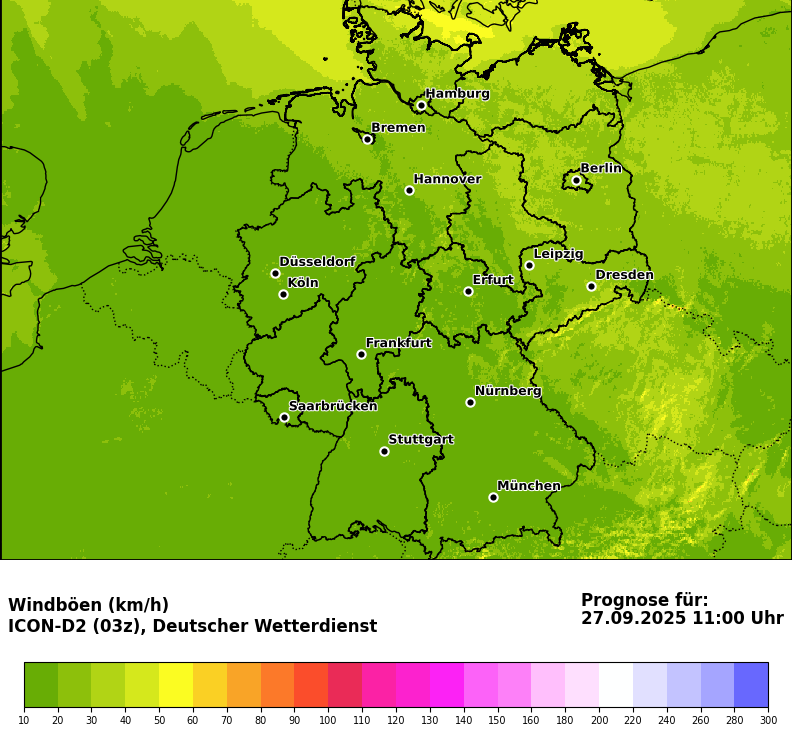 Hamburg
Bremen
Berlin
Hannover
Leipzig
Düsseldorf
Dresden
Köln
Erfurt
Frankfurt
Nürnberg
Saarbrücken
Stuttgart
München
Windböen (km/h)
ICON-D2 (03z), Deutscher Wetterdienst
Prognose für:
27.09.2025 11:00 Uhr
10 20 30 40 50 60 70 80 90 100 110 120 130 140 150 160 180 200 220 240 260 280 300